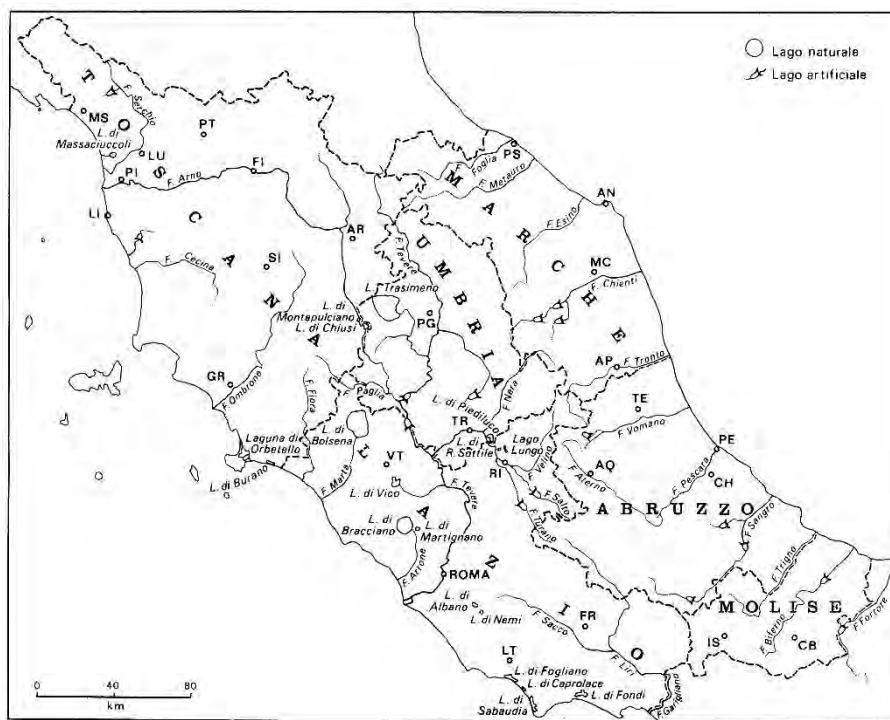 Lago naturale
Lago artificiale
TOSCANA
F. Serchio
MS
PT
L. di
Massaciuccoli
LU
PI
F. Arno
FI
LI
AR
F. Cecina
SI
GR
F. Ombrone
F. Fiora
Laguna di
Orbetello
L. di Burano
L. di
Montepulciano
L. di Chiusi
UMBRIA
F. Tevere
L. Trasimeno
PG
F. Paglia
L. di Piediluco
F. Nera
TR
MARCHE
PS
F. Foglia
F. Metauro
AN
F. Esino
MC
F. Chienti
AP
F. Tronto
LAZIO
L. di
Bolsena
F. Marta
VT
L. di Vico
F. Tevere
L. di
R. Sottile
Lago
Lungo
RI
F. Velino
F. Salto
F. Turano
L. di
Bracciano
L. di
Martignano
F. Arrone
ROMA
L. di
Albano
L. di Nemi
F. Sacco
FR
F. Liri
LT
L. di Fogliano
L. di Caprolace
L. di
Sabaudia
L. di Fondi
F. Garigliano
ABRUZZO
TE
F. Vomano
PE
AQ
F. Aterno
F. Pescara
CH
F. Sangro
MOLISE
F. Trigno
F. Biferno
F. Fortore
IS
CB
0 40 80
km